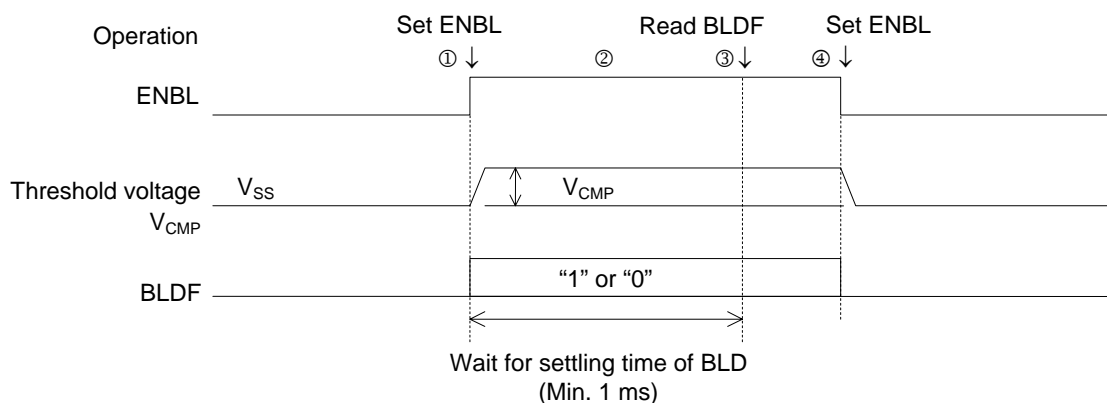 Operation
Set ENBL Read BLDF Set ENBL
① ↓ ② ③ ↓ ④ ↓
ENBL
Threshold voltage
V_CMP
V_SS
V_CMP
BLDF
“1” or “0”
Wait for settling time of BLD
(Min. 1 ms)